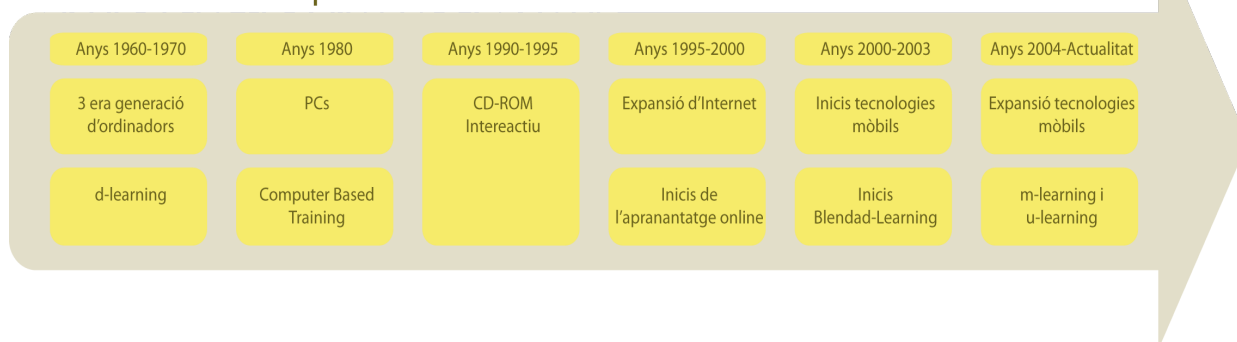 Anys 1960-1970
Anys 1980
Anys 1990-1995
Anys 1995-2000
Anys 2000-2003
Anys 2004-Actualitat
3 era generació
d'ordinadors
PCs
CD-ROM
Intereactiu
Expansió d'Internet
Inicis tecnologies
mòbils
Expansió tecnologies
mòbils
d-learning
Computer Based
Training
Inicis de
l'apranantatge online
Inicis
Blendad-Learning
m-learning i
u-learning